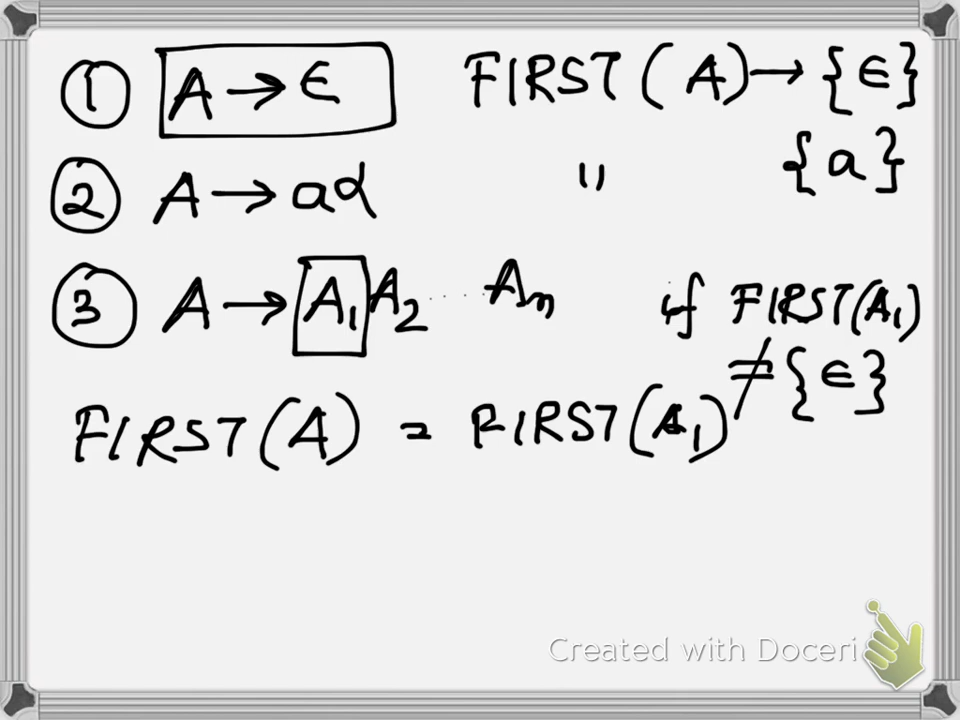 ① A → ϵ FIRST(A) → {ϵ}
② A → aα " {a}
③ A → A₁A₂ ..... Aₙ if FIRST(A₁)
≠ {ϵ}
FIRST(A) = FIRST(A₁)
Created with Doceri